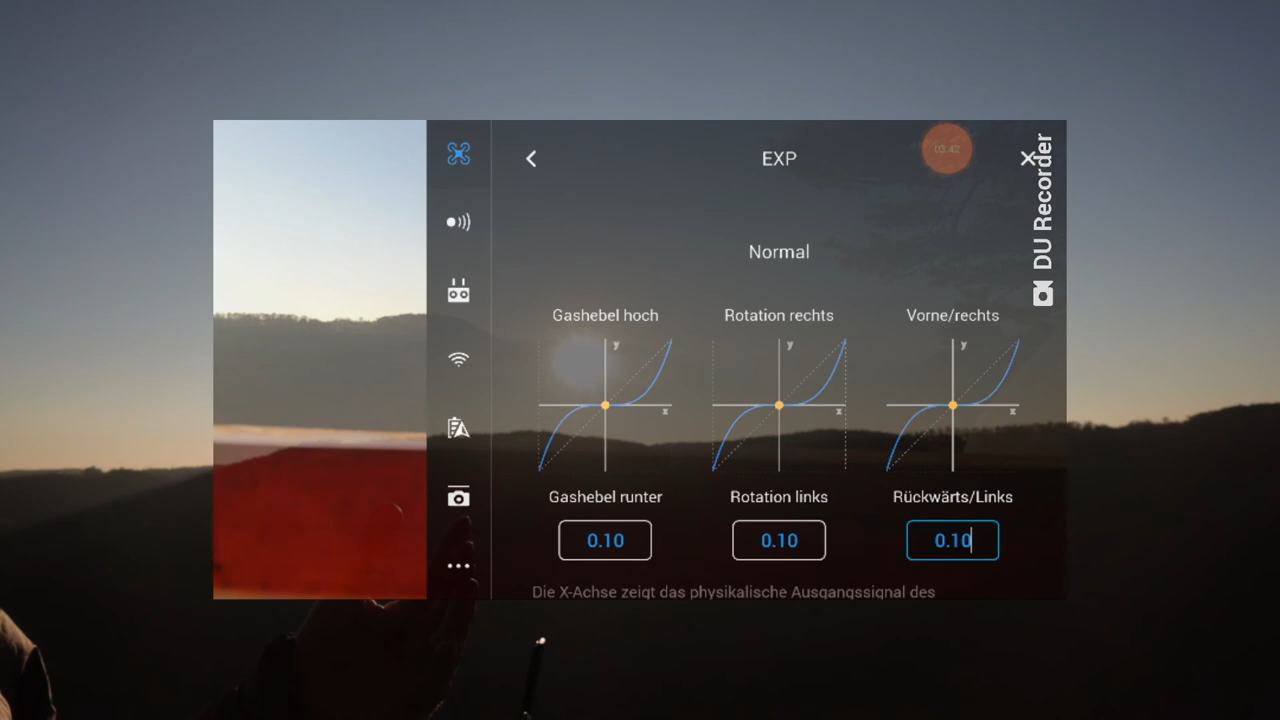 EXP
03:42
DU Recorder
Normal
Gashebel hoch
Rotation rechts
Vorne/rechts
y
y
y
x
x
x
Gashebel runter
Rotation links
Rückwärts/Links
0.10
0.10
0.10
Die X-Achse zeigt das physikalische Ausgangssignal des